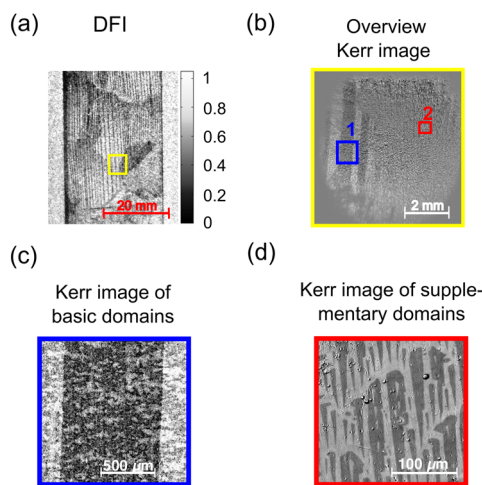 (a) DFI
1
0.8
0.6
0.4
0.2
0
20 mm
(b) Overview
Kerr image
1
2
2 mm
(c)
Kerr image of
basic domains
500 µm
(d)
Kerr image of supple-
mentary domains
100 µm